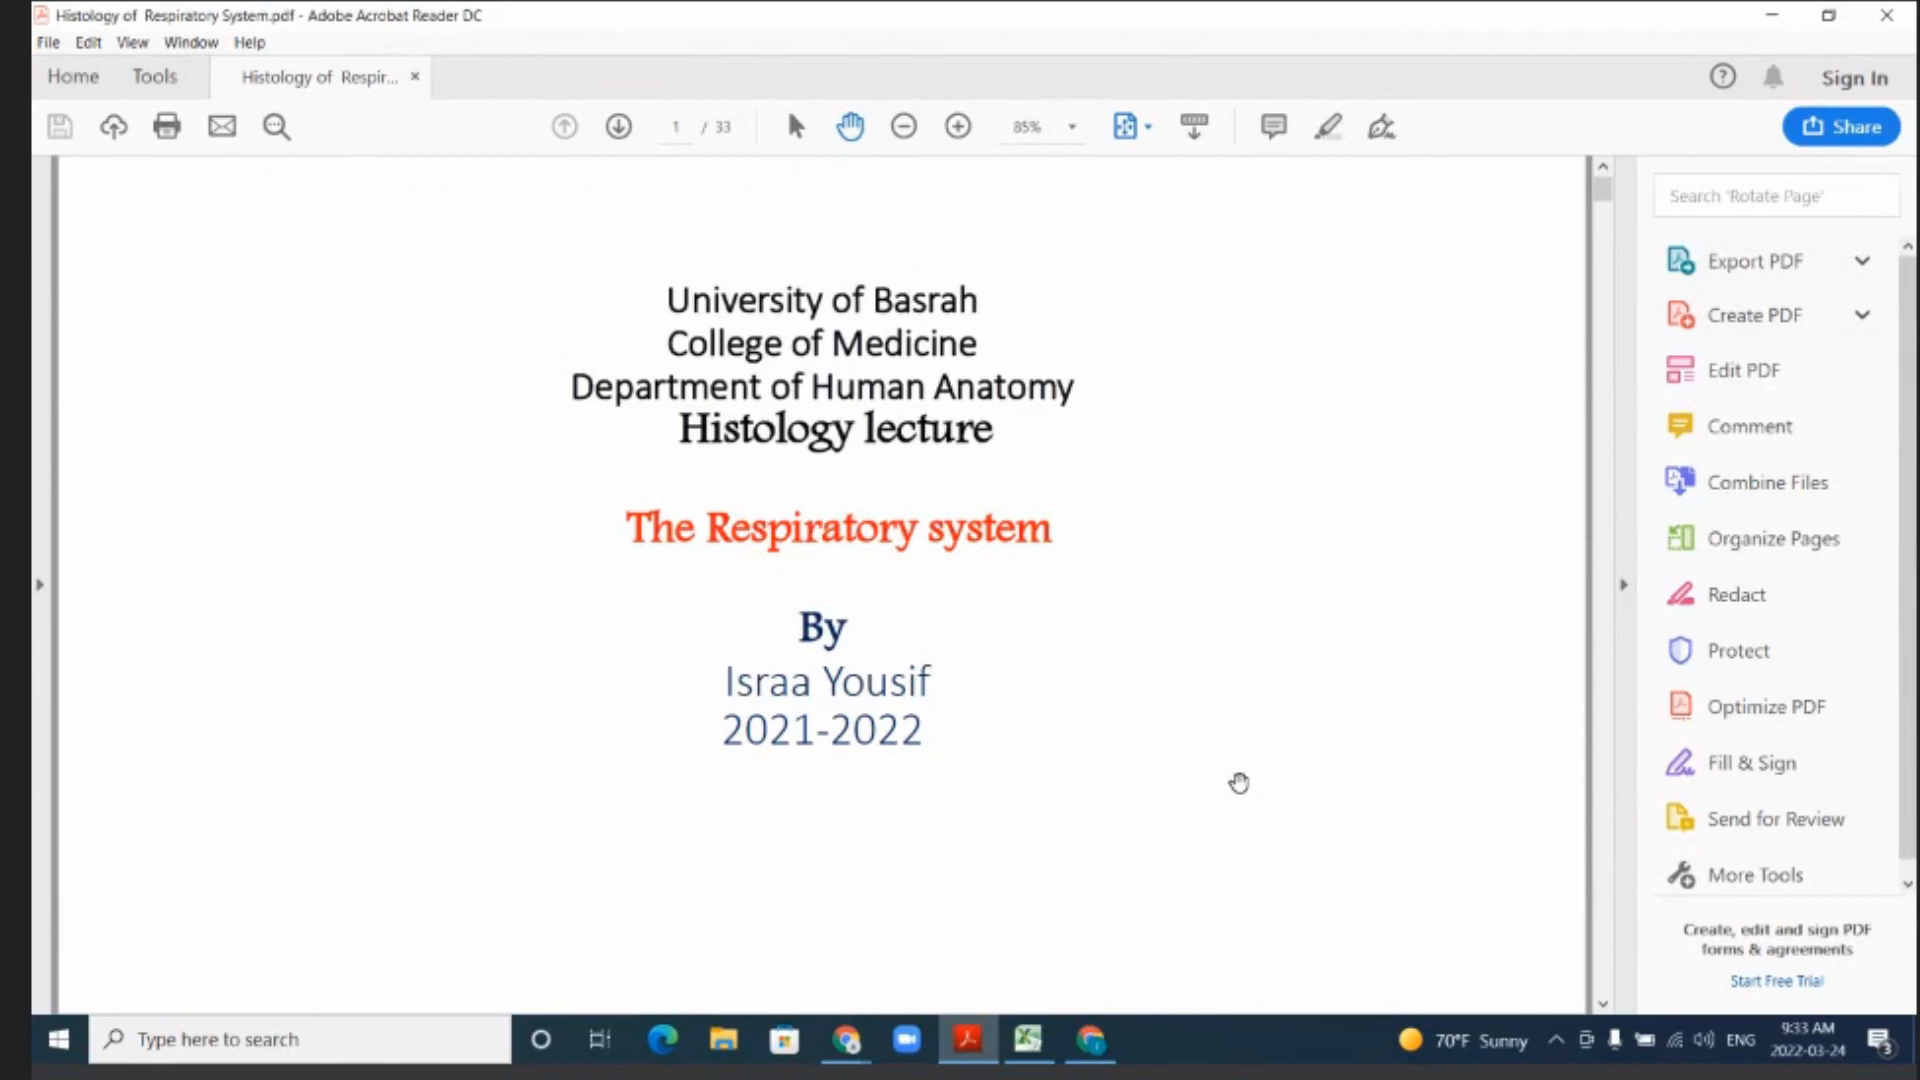 Histology of Respiratory System.pdf - Adobe Acrobat Reader DC
File Edit View Window Help
Home Tools Histology of Respir... × Sign In
1 / 33 85% Share
Search 'Rotate Page'
University of Basrah
College of Medicine
Department of Human Anatomy
Histology lecture
The Respiratory system
By
Israa Yousif
2021-2022
Export PDF
Create PDF
Edit PDF
Comment
Combine Files
Organize Pages
Redact
Protect
Optimize PDF
Fill & Sign
Send for Review
More Tools
Create, edit and sign PDF
forms & agreements
Start Free Trial
Type here to search
70°F Sunny
ENG
9:33 AM
2022-03-24
3